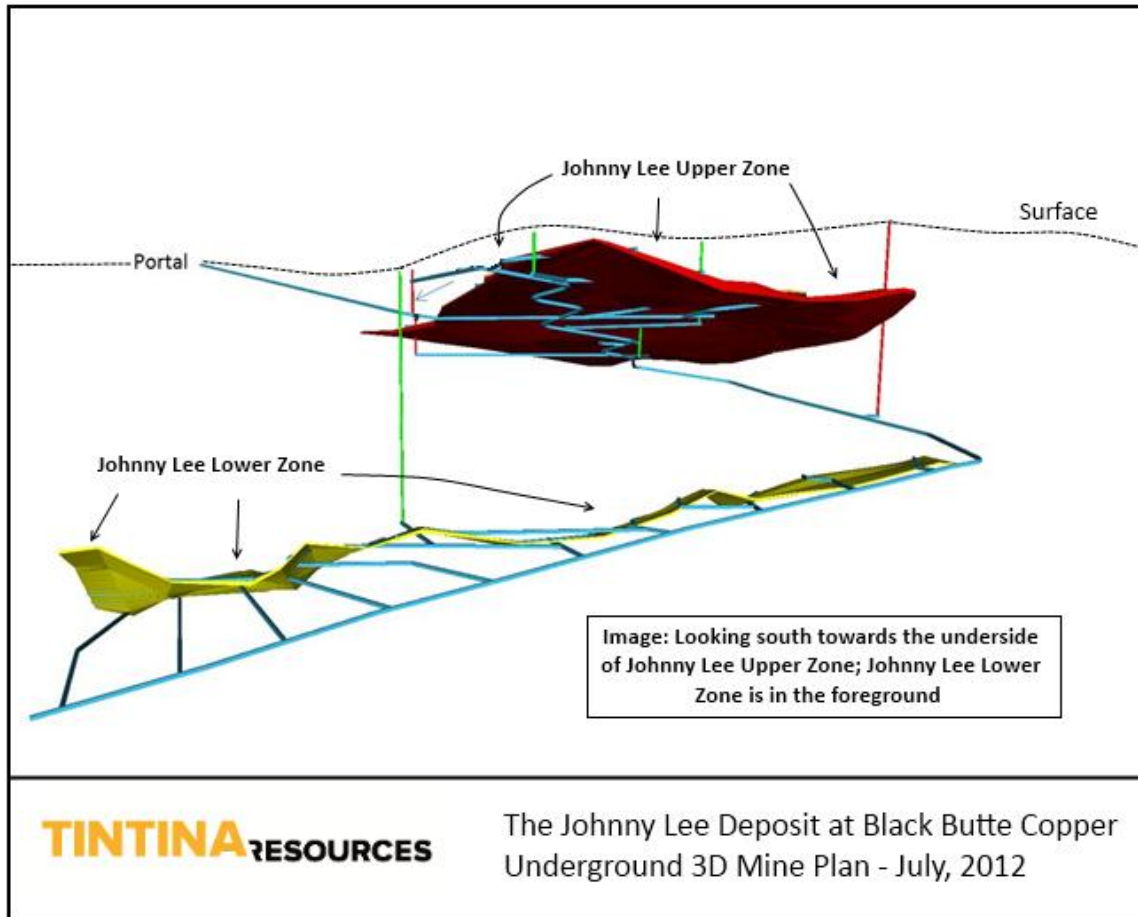 Johnny Lee Upper Zone
Surface
Portal
Johnny Lee Lower Zone
Image: Looking south towards the underside
of Johnny Lee Upper Zone; Johnny Lee Lower
Zone is in the foreground
TINTINA RESOURCES
The Johnny Lee Deposit at Black Butte Copper
Underground 3D Mine Plan - July, 2012